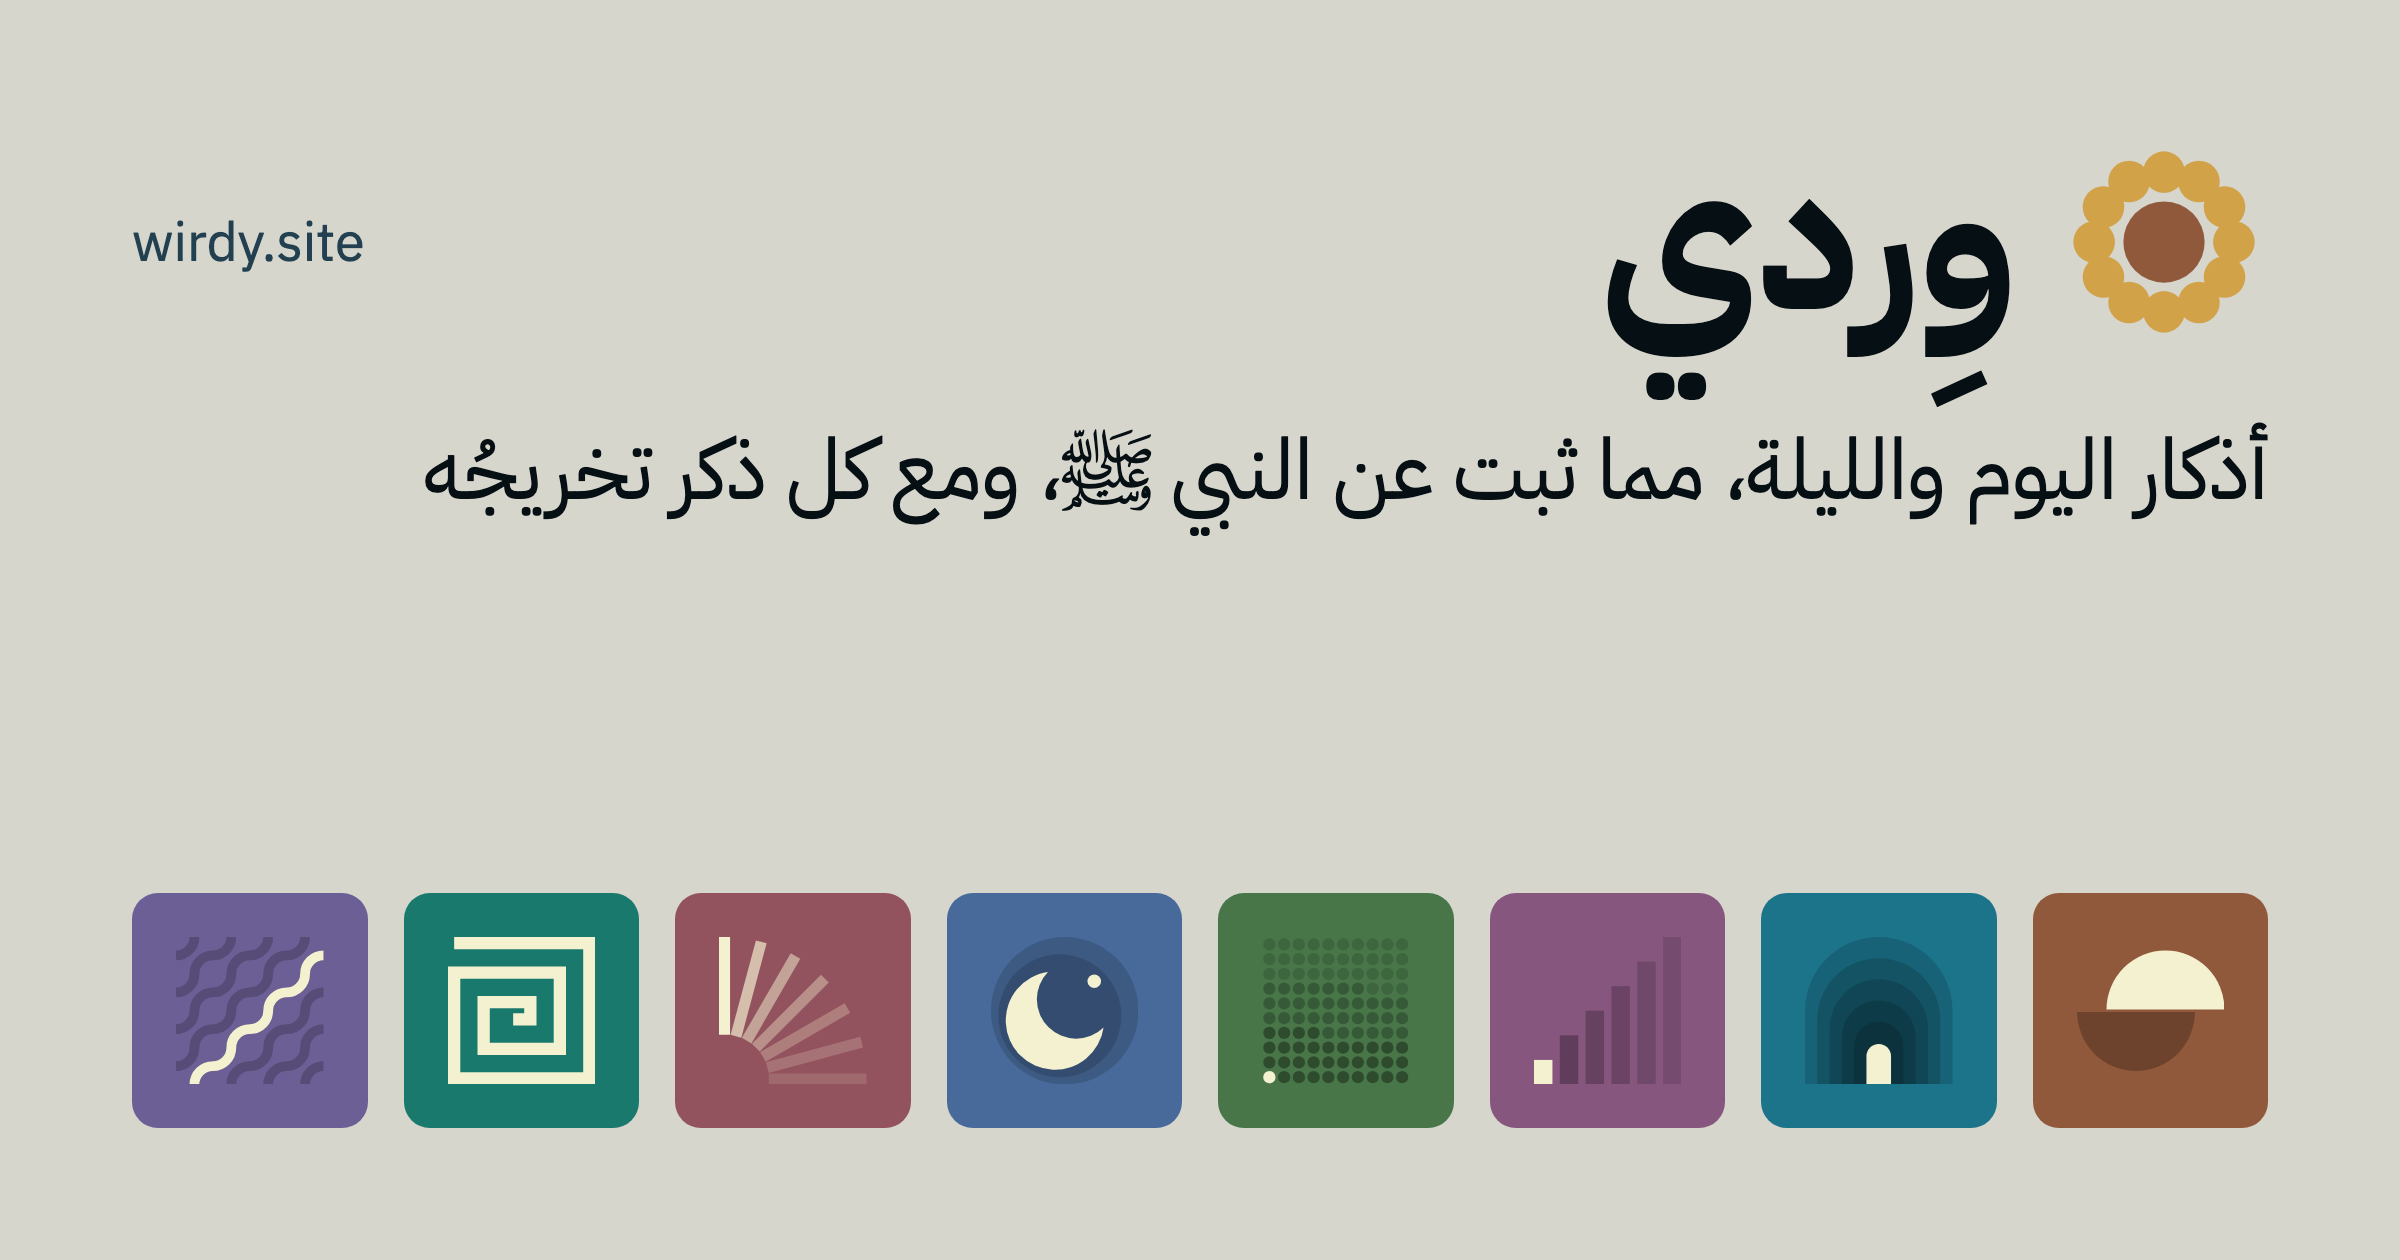 وِردي
wirdy.site
أذكار اليوم والليلة، مما ثبت عن النبي ﷺ، ومع كل ذكر تخريجُه